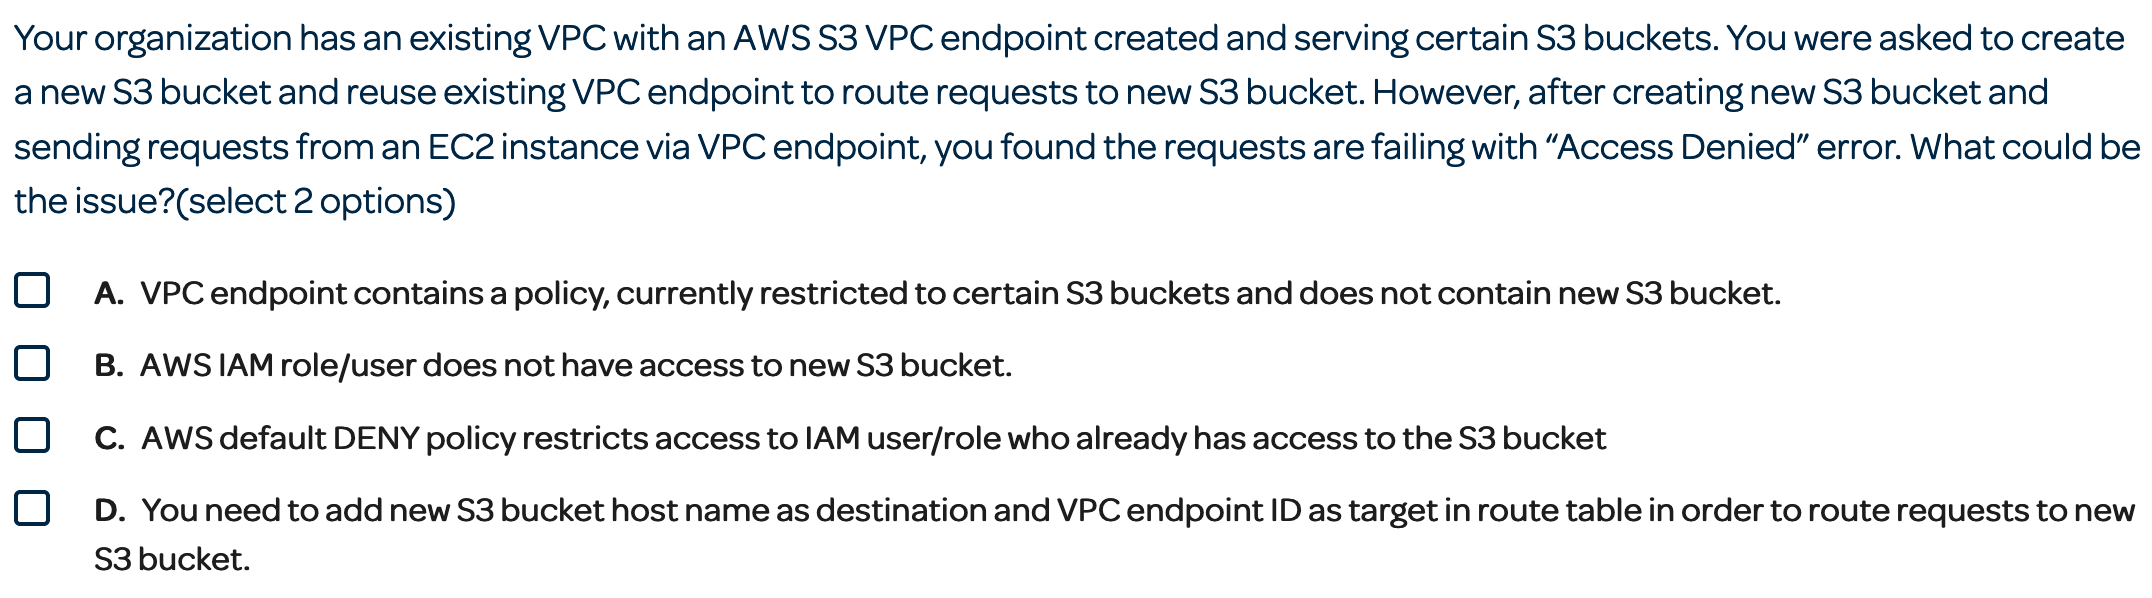 Your organization has an existing VPC with an AWS S3 VPC endpoint created and serving certain S3 buckets. You were asked to create
a new S3 bucket and reuse existing VPC endpoint to route requests to new S3 bucket. However, after creating new S3 bucket and
sending requests from an EC2 instance via VPC endpoint, you found the requests are failing with “Access Denied” error. What could be
the issue?(select 2 options)
A. VPC endpoint contains a policy, currently restricted to certain S3 buckets and does not contain new S3 bucket.
B. AWS IAM role/user does not have access to new S3 bucket.
C. AWS default DENY policy restricts access to IAM user/role who already has access to the S3 bucket
D. You need to add new S3 bucket host name as destination and VPC endpoint ID as target in route table in order to route requests to new
S3 bucket.